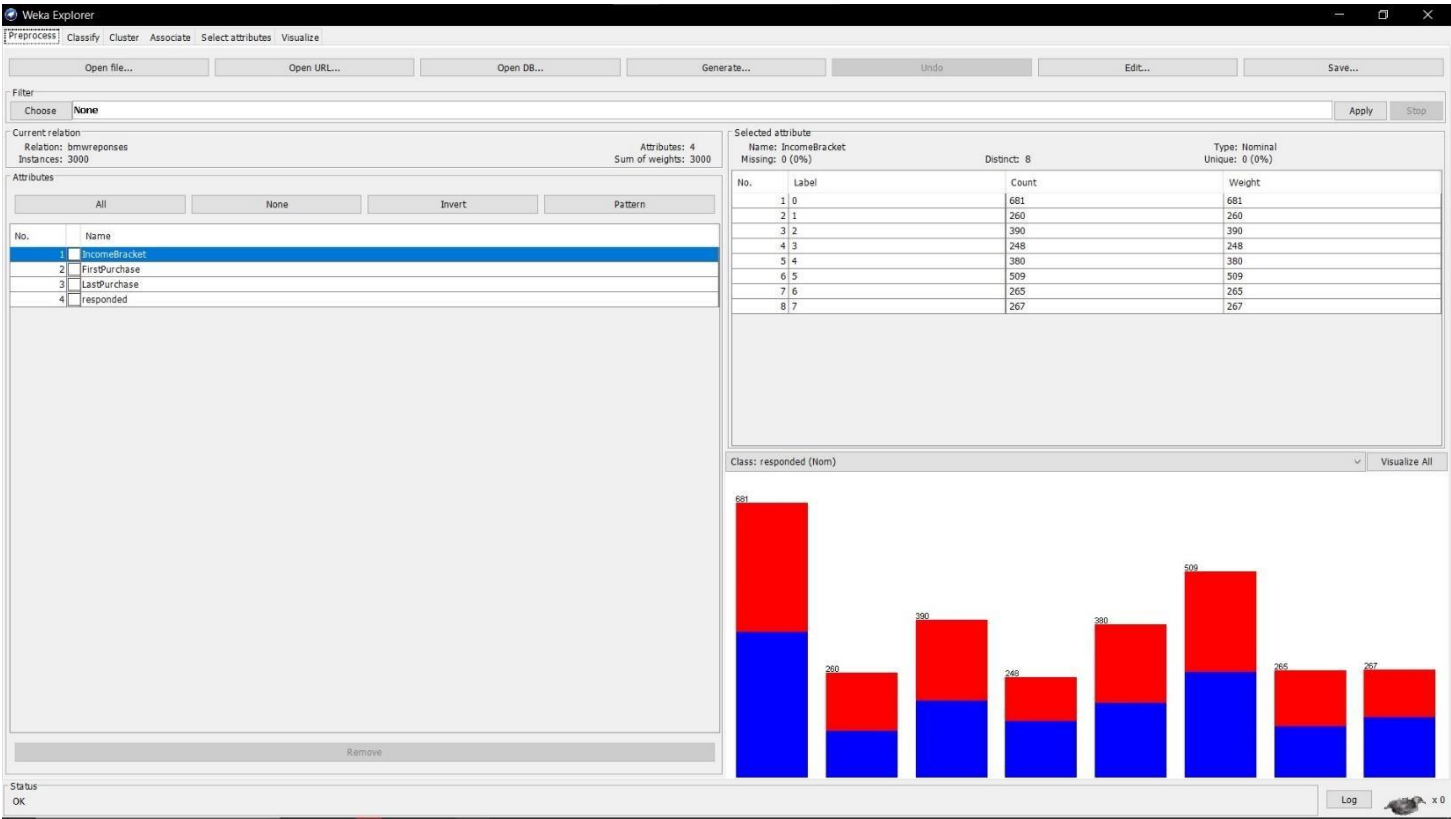 Weka Explorer
Preprocess Classify Cluster Associate Select attributes Visualize
Open file... Open URL... Open DB... Generate... Undo Edit... Save...
Filter
Choose None Apply Stop
Current relation
Relation: bmwreponses Attributes: 4
Instances: 3000 Sum of weights: 3000
Attributes
All None Invert Pattern
No. Name
1 IncomeBracket
2 FirstPurchase
3 LastPurchase
4 responded
Remove
Selected attribute
Name: IncomeBracket Type: Nominal
Missing: 0 (0%) Distinct: 8 Unique: 0 (0%)
No. Label Count Weight
1 0 681 681
2 1 260 260
3 2 390 390
4 3 248 248
5 4 380 380
6 5 509 509
7 6 265 265
8 7 267 267
Class: responded (Nom) Visualize All
681 260 390 248 380 509 265 267
Status
OK Log x 0